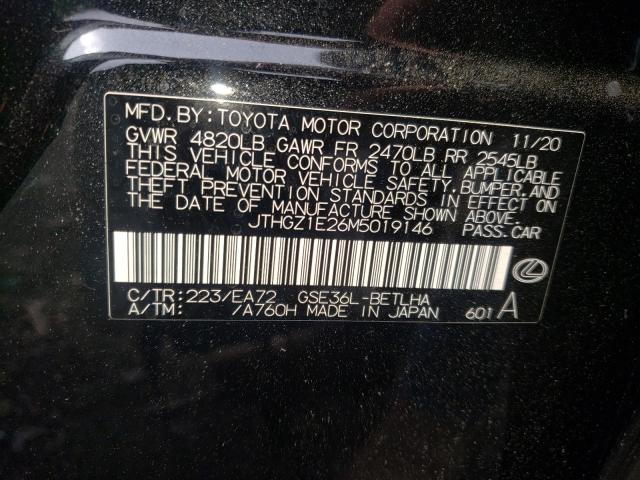 MFD. BY: TOYOTA MOTOR CORPORATION 11/20
GVWR 4820LB GAWR FR 2470LB RR 2545LB
THIS VEHICLE CONFORMS TO ALL APPLICABLE
FEDERAL MOTOR VEHICLE SAFETY, BUMPER, AND
THEFT PREVENTION STANDARDS IN EFFECT ON
THE DATE OF MANUFACTURE SHOWN ABOVE.
JTHGZ1E26M5019146 PASS.CAR
C/TR: 223/EA72 GSE36L-BETLHA
A/TM: /A760H MADE IN JAPAN 601 A